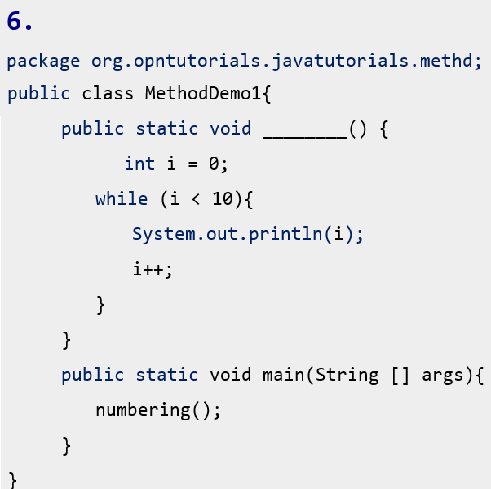 6.
package org.opntutorials.javatutorials.methd;
public class MethodDemo1{
public static void ________() {
int i = 0;
while (i < 10){
System.out.println(i);
i++;
}
}
public static void main(String [] args){
numbering();
}
}